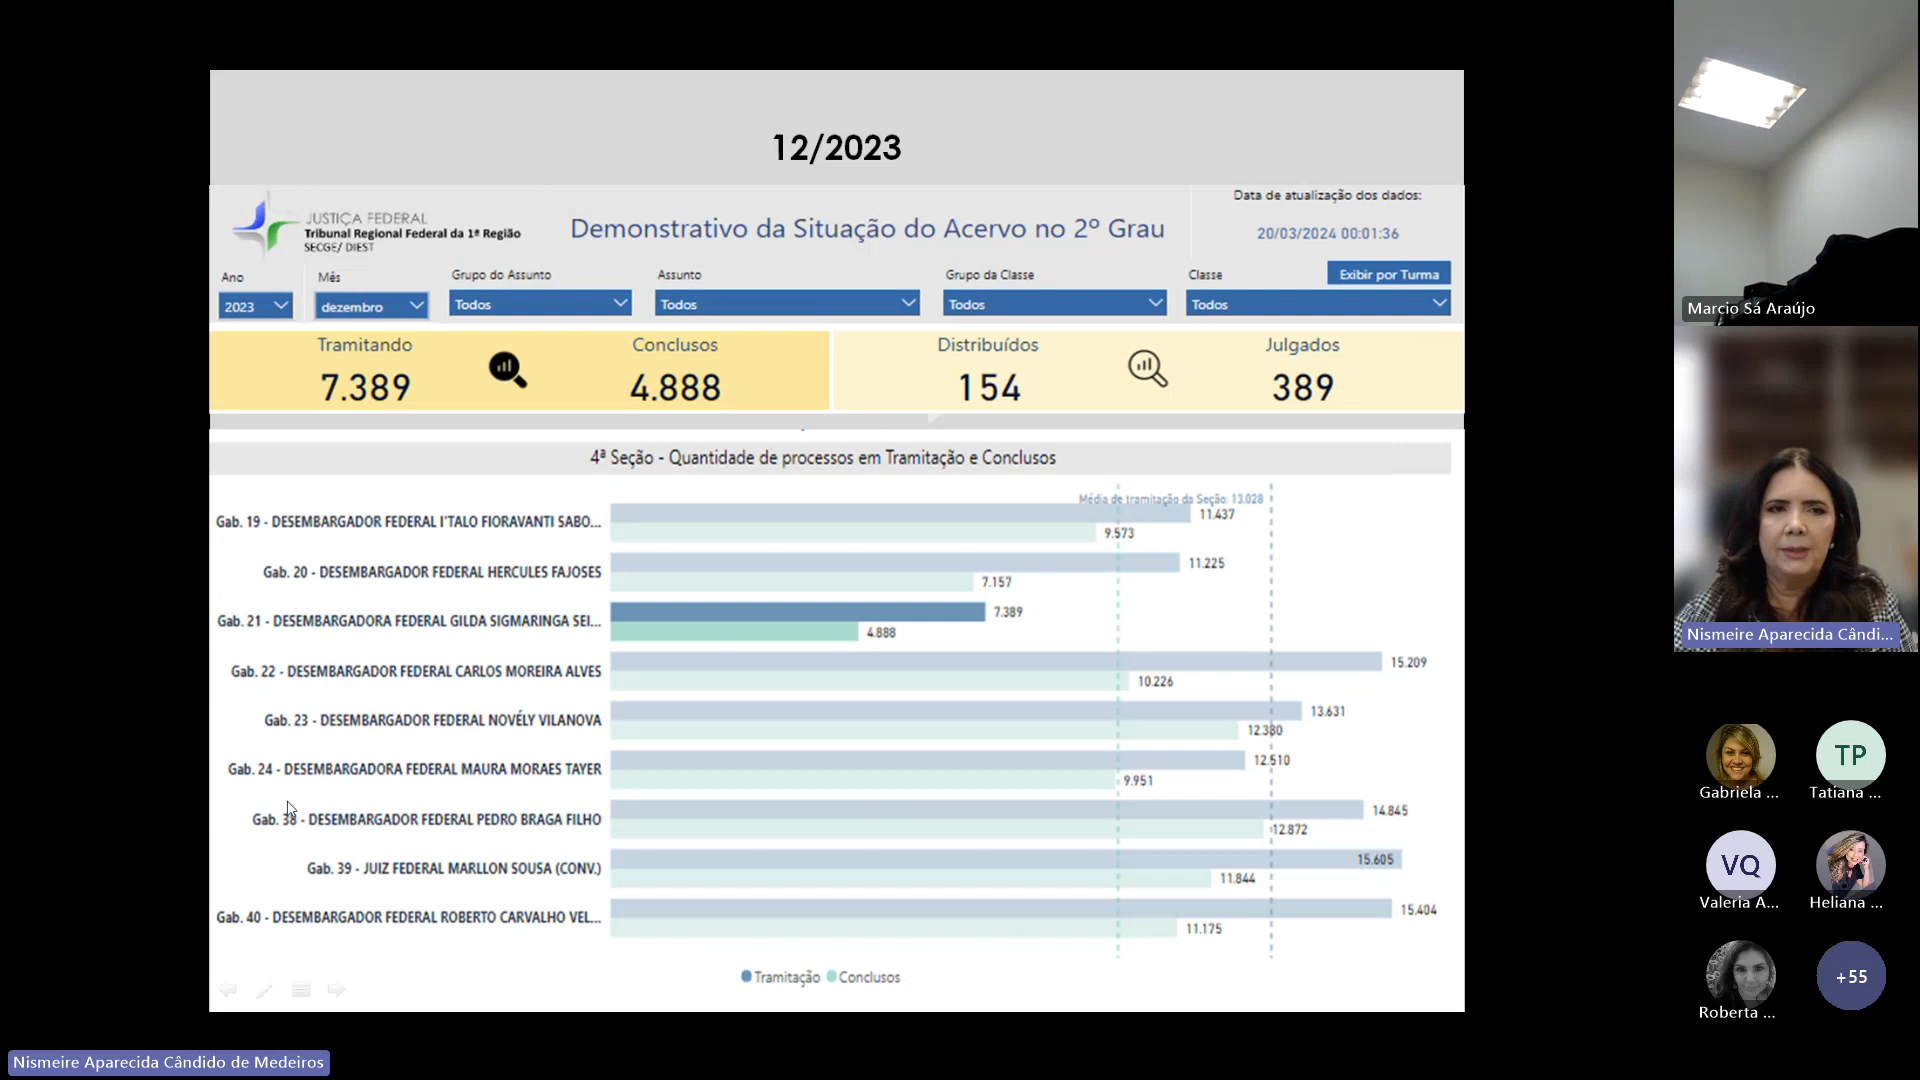 12/2023
JUSTIÇA FEDERAL
Tribunal Regional Federal da 1ª Região
SECGE/ DIEST
Demonstrativo da Situação do Acervo no 2º Grau
Data de atualização dos dados:
20/03/2024 00:01:36
Ano
Mês
Grupo do Assunto
Assunto
Grupo da Classe
Classe
Exibir por Turma
2023
dezembro
Todos
Todos
Todos
Todos
Tramitando
7.389
Conclusos
4.888
Distribuídos
154
Julgados
389
4ª Seção - Quantidade de processos em Tramitação e Conclusos
Média de tramitação da Seção: 13.028
Gab. 19 - DESEMBARGADOR FEDERAL I'TALO FIORAVANTI SABO...
11.437
9.573
Gab. 20 - DESEMBARGADOR FEDERAL HERCULES FAJOSES
11.225
7.157
Gab. 21 - DESEMBARGADORA FEDERAL GILDA SIGMARINGA SEI...
7.389
4.888
Gab. 22 - DESEMBARGADOR FEDERAL CARLOS MOREIRA ALVES
15.209
10.226
Gab. 23 - DESEMBARGADOR FEDERAL NOVÉLY VILANOVA
13.631
12.380
Gab. 24 - DESEMBARGADORA FEDERAL MAURA MORAES TAYER
12.510
9.951
Gab. 38 - DESEMBARGADOR FEDERAL PEDRO BRAGA FILHO
14.845
12.872
Gab. 39 - JUIZ FEDERAL MARLLON SOUSA (CONV.)
15.605
11.844
Gab. 40 - DESEMBARGADOR FEDERAL ROBERTO CARVALHO VEL...
15.404
11.175
Tramitação Conclusos
Marcio Sá Araújo
Nismeire Aparecida Cândi...
Gabriela ...
TP
Tatiana ...
VQ
Valeria A...
Heliana ...
Roberta ...
+55
Nismeire Aparecida Cândido de Medeiros